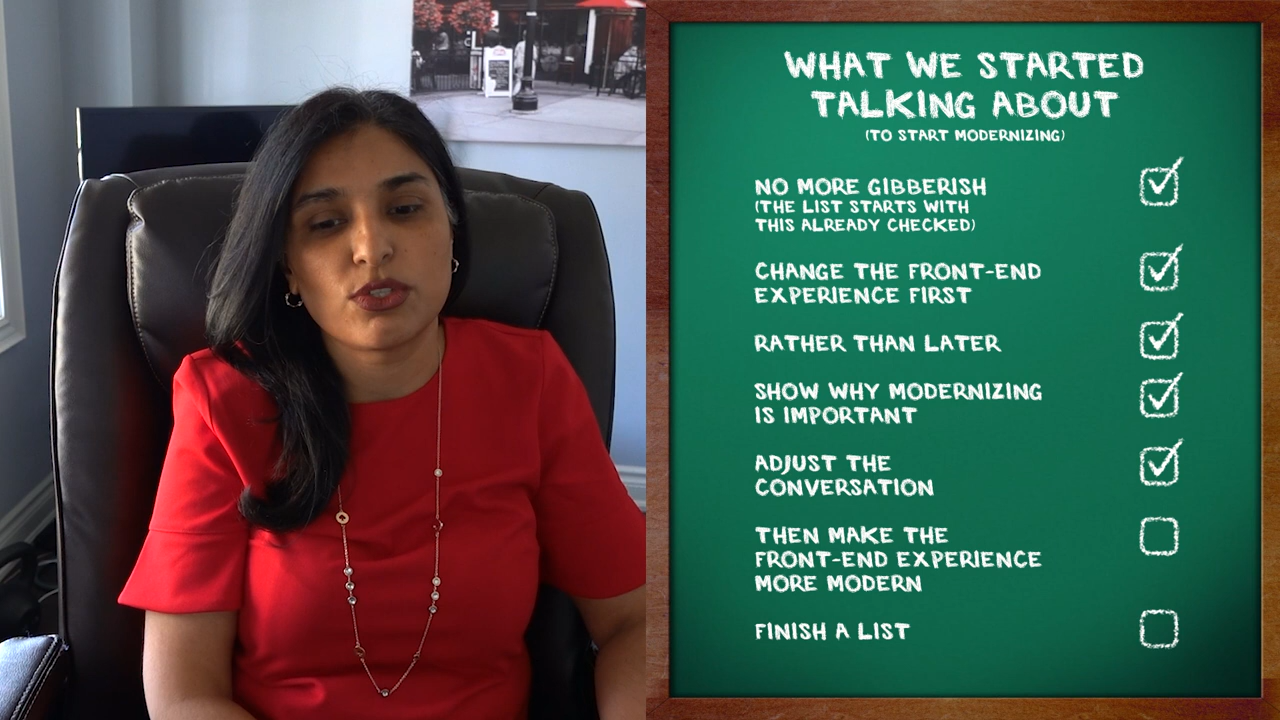 WHAT WE STARTED
TALKING ABOUT
(TO START MODERNIZING)
NO MORE GIBBERISH
(THE LIST STARTS WITH
THIS ALREADY CHECKED)
CHANGE THE FRONT-END
EXPERIENCE FIRST
RATHER THAN LATER
SHOW WHY MODERNIZING
IS IMPORTANT
ADJUST THE
CONVERSATION
THEN MAKE THE
FRONT-END EXPERIENCE
MORE MODERN
FINISH A LIST